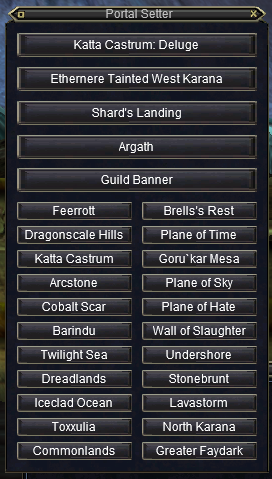 Portal Setter
Katta Castrum: Deluge
Ethernere Tainted West Karana
Shard's Landing
Argath
Guild Banner
Feerrott
Brells's Rest
Dragonscale Hills
Plane of Time
Katta Castrum
Goru`kar Mesa
Arcstone
Plane of Sky
Cobalt Scar
Plane of Hate
Barindu
Wall of Slaughter
Twilight Sea
Undershore
Dreadlands
Stonebrunt
Iceclad Ocean
Lavastorm
Toxxulia
North Karana
Commonlands
Greater Faydark